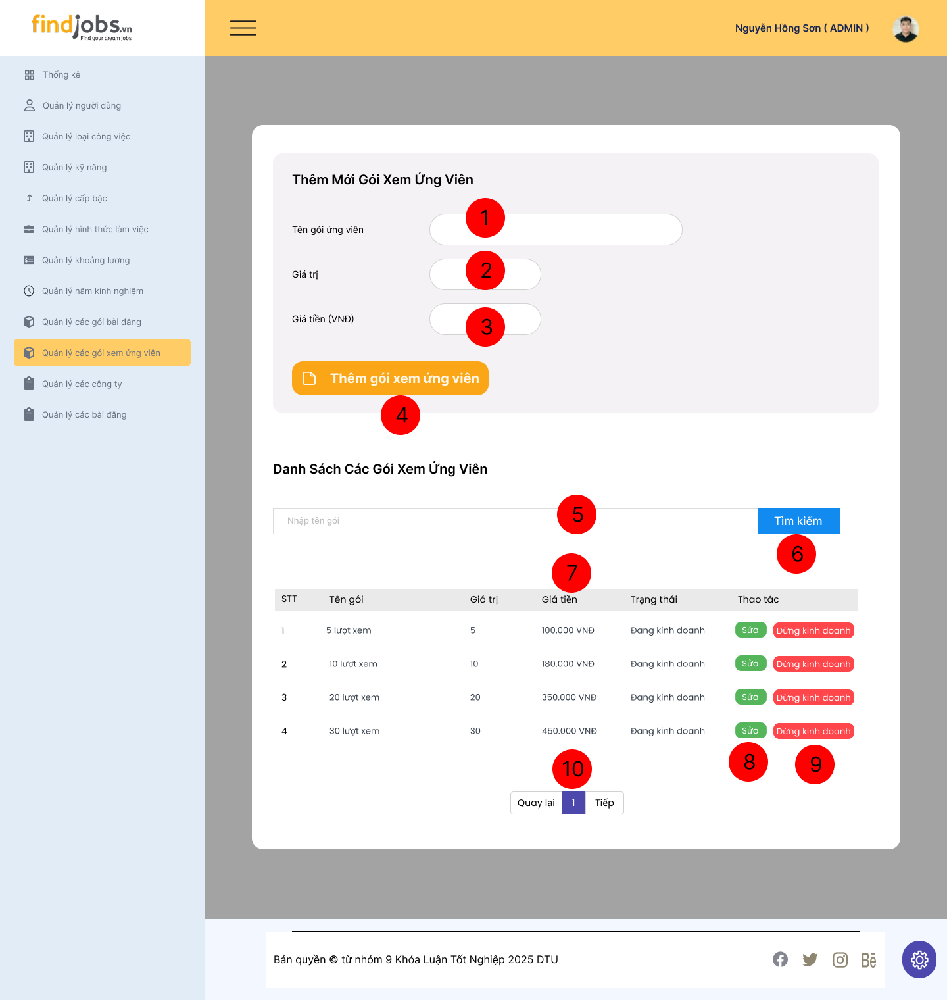 findjobs.vn
Find your dream jobs
Nguyễn Hồng Sơn ( ADMIN )
Thống kê
Quản lý người dùng
Quản lý loại công việc
Quản lý kỹ năng
Quản lý cấp bậc
Quản lý hình thức làm việc
Quản lý khoảng lương
Quản lý năm kinh nghiệm
Quản lý các gói bài đăng
Quản lý các gói xem ứng viên
Quản lý các công ty
Quản lý các bài đăng
Thêm Mới Gói Xem Ứng Viên
1
Tên gói ứng viên
2
Giá trị
3
Giá tiền (VNĐ)
Thêm gói xem ứng viên
4
Danh Sách Các Gói Xem Ứng Viên
5
Nhập tên gói
Tìm kiếm
6
7
STT Tên gói Giá trị Giá tiền Trạng thái Thao tác
1 5 lượt xem 5 100.000 VNĐ Đang kinh doanh Sửa Dừng kinh doanh
2 10 lượt xem 10 180.000 VNĐ Đang kinh doanh Sửa Dừng kinh doanh
3 20 lượt xem 20 350.000 VNĐ Đang kinh doanh Sửa Dừng kinh doanh
4 30 lượt xem 30 450.000 VNĐ Đang kinh doanh Sửa Dừng kinh doanh
8 9
10
Quay lại 1 Tiếp
Bản quyền © từ nhóm 9 Khóa Luận Tốt Nghiệp 2025 DTU